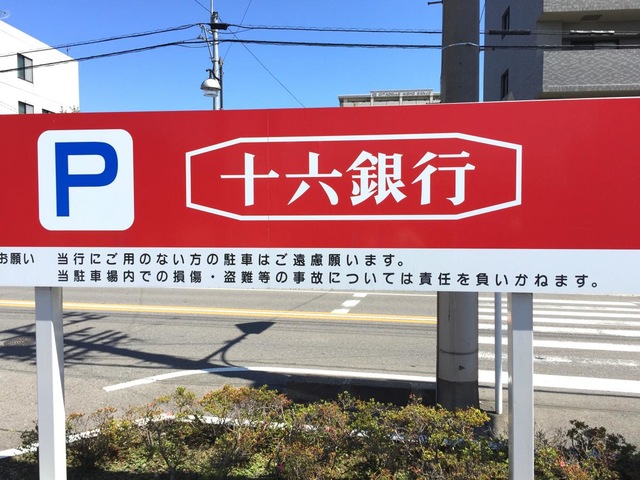 P 十六銀行
お願い 当行にご用のない方の駐車はご遠慮願います。
当駐車場内での損傷・盗難等の事故については責任を負いかねます。